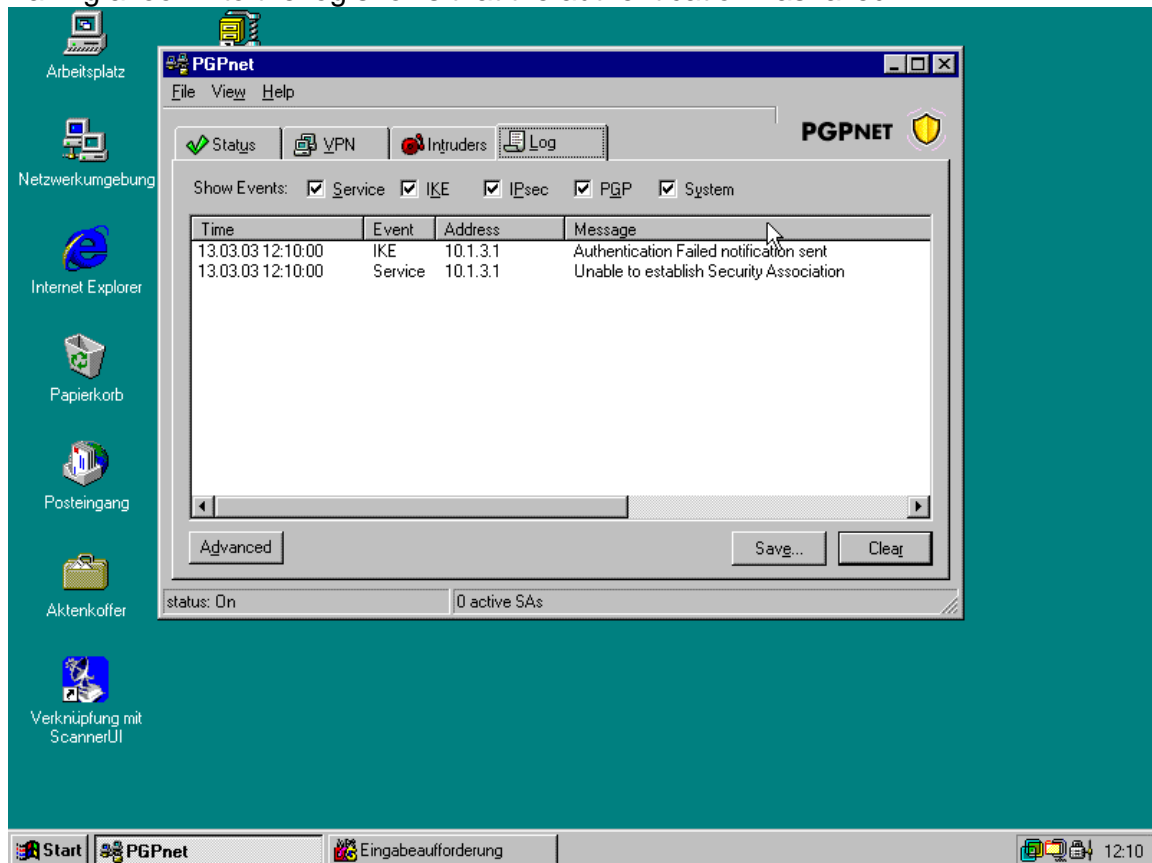 Arbeitsplatz
Netzwerkumgebung
Internet Explorer
Papierkorb
Posteingang
Aktenkoffer
Verknüpfung mit
ScannerUI
PGPnet
File View Help
PGPNET
Status VPN Intruders Log
Show Events: Service IKE IPsec PGP System
Time Event Address Message
13.03.03 12:10:00 IKE 10.1.3.1 Authentication Failed notification sent
13.03.03 12:10:00 Service 10.1.3.1 Unable to establish Security Association
Advanced Save... Clear
status: On 0 active SAs
Start PGPnet Eingabeaufforderung 12:10